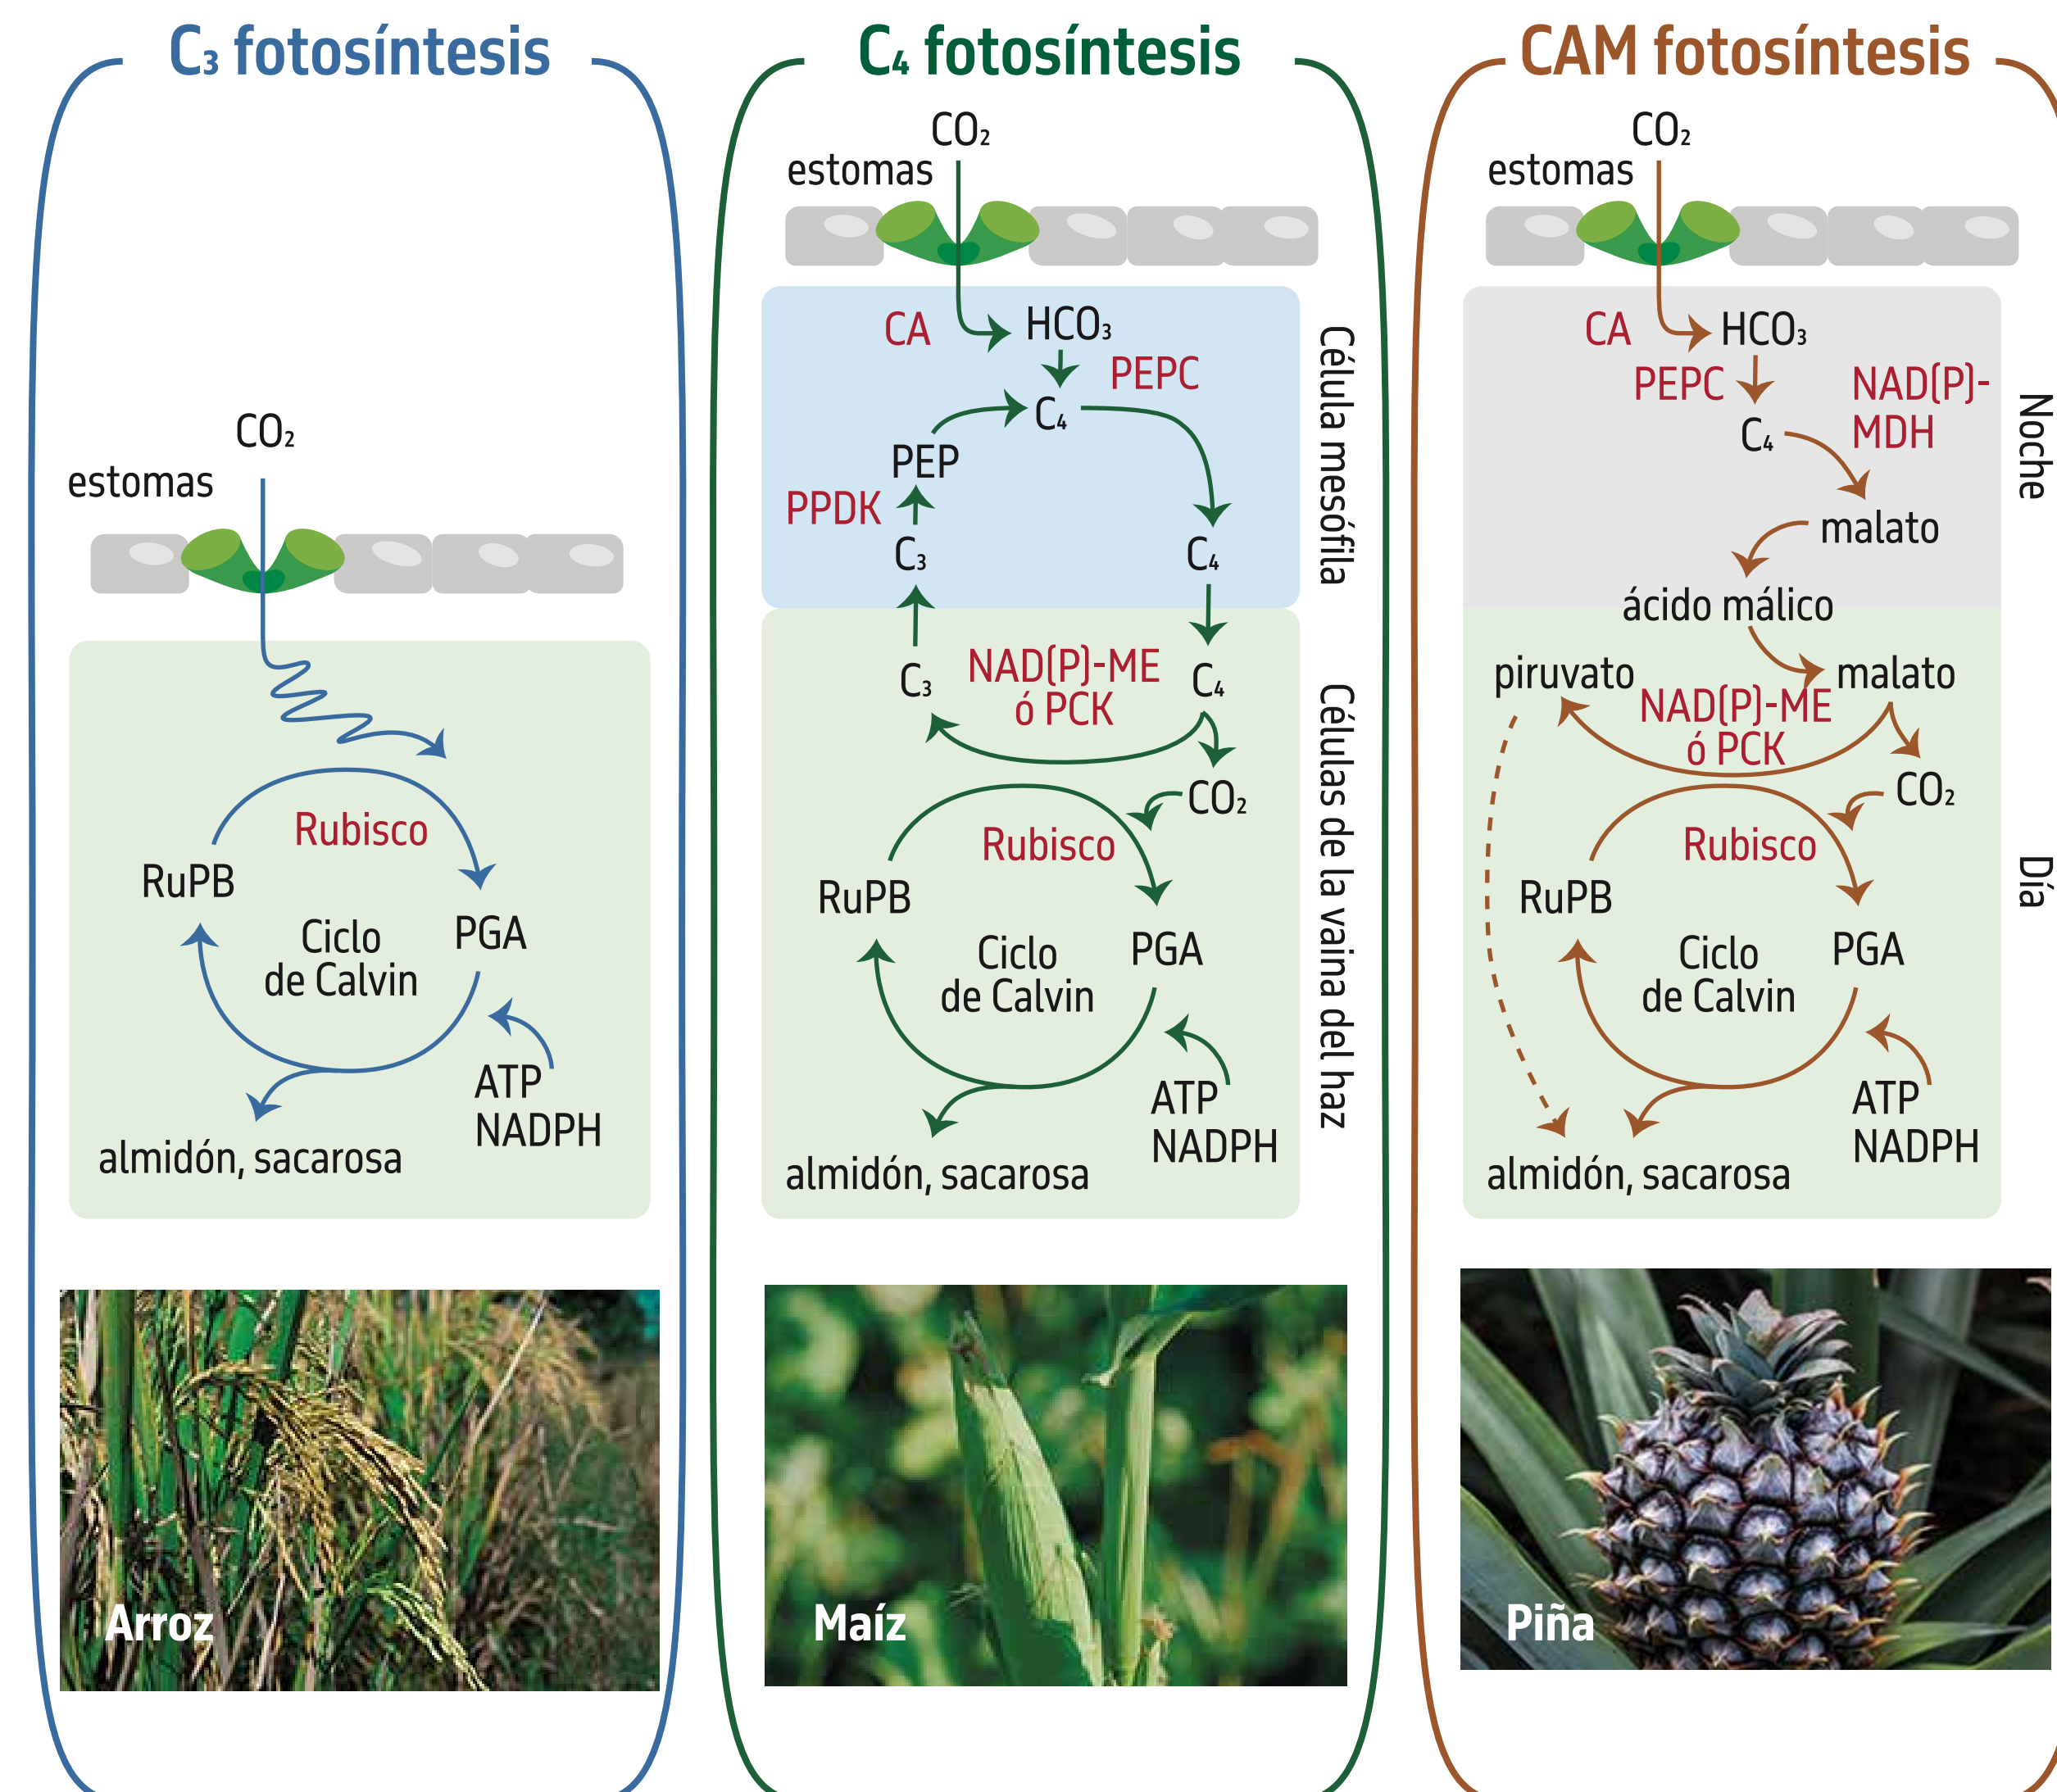 C₃ fotosíntesis
CO₂
estomas
Rubisco
RuPB
PGA
Ciclo
de Calvin
ATP
NADPH
almidón, sacarosa
Arroz
C₄ fotosíntesis
CO₂
estomas
CA
HCO₃
PEPC
C₄
PEP
PPDK
C₃
C₄
Célula mesófila
C₃
NAD(P)-ME
ó PCK
C₄
CO₂
Rubisco
RuPB
PGA
Ciclo
de Calvin
ATP
NADPH
almidón, sacarosa
Células de la vaina del haz
Maíz
CAM fotosíntesis
CO₂
estomas
CA
HCO₃
PEPC
NAD(P)-
MDH
C₄
malato
ácido málico
Noche
piruvato
malato
NAD(P)-ME
ó PCK
CO₂
Rubisco
RuPB
PGA
Ciclo
de Calvin
ATP
NADPH
almidón, sacarosa
Día
Piña